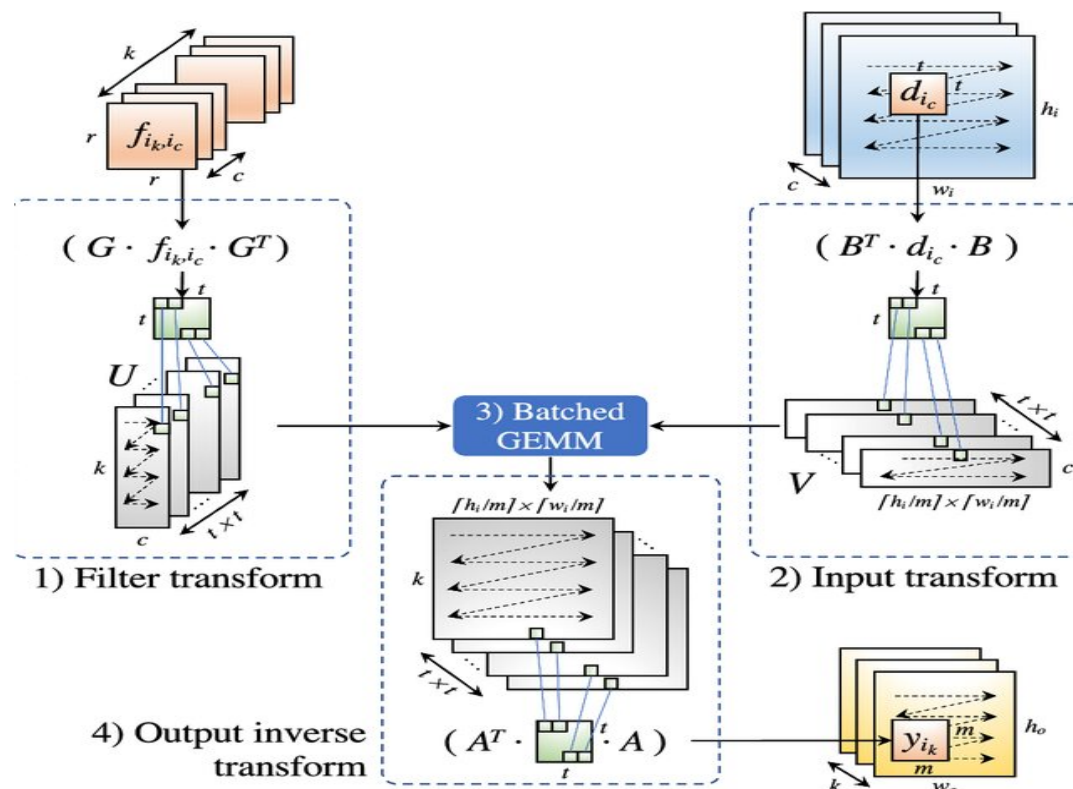 k
r
f_{i_k,i_c}
r
c
( G · f_{i_k,i_c} · G^T )
t
t
U
k
t × t
c
1) Filter transform
t
t
d_{i_c}
h_i
c
w_i
( B^T · d_{i_c} · B )
t
t
t × t
V
c
⌈h_i/m⌉ × ⌈w_i/m⌉
2) Input transform
3) Batched
GEMM
⌈h_i/m⌉ × ⌈w_i/m⌉
k
t × t
( A^T · t · A )
t
4) Output inverse
transform
y_{i_k}
m
m
h_o
k
w_o